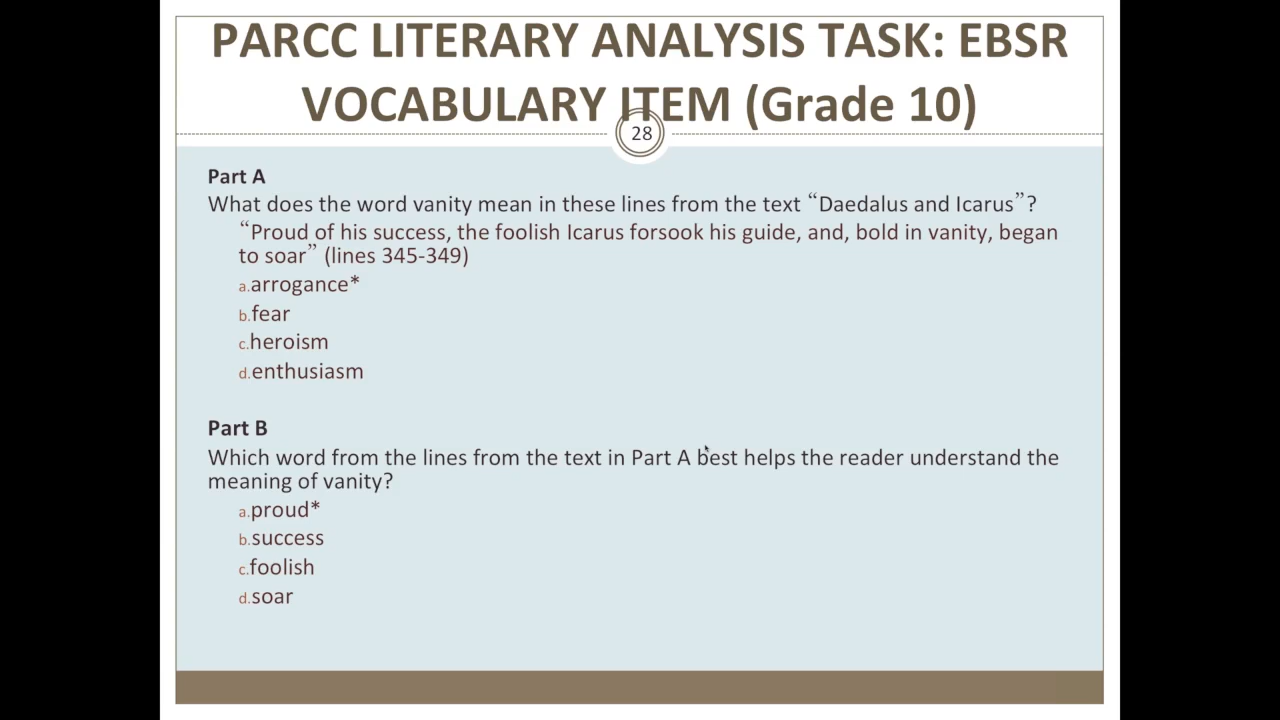 PARCC LITERARY ANALYSIS TASK: EBSR
VOCABULARY ITEM (Grade 10)
28
Part A
What does the word vanity mean in these lines from the text “Daedalus and Icarus”?
“Proud of his success, the foolish Icarus forsook his guide, and, bold in vanity, began
to soar” (lines 345-349)
a.arrogance*
b.fear
c.heroism
d.enthusiasm
Part B
Which word from the lines from the text in Part A best helps the reader understand the
meaning of vanity?
a.proud*
b.success
c.foolish
d.soar